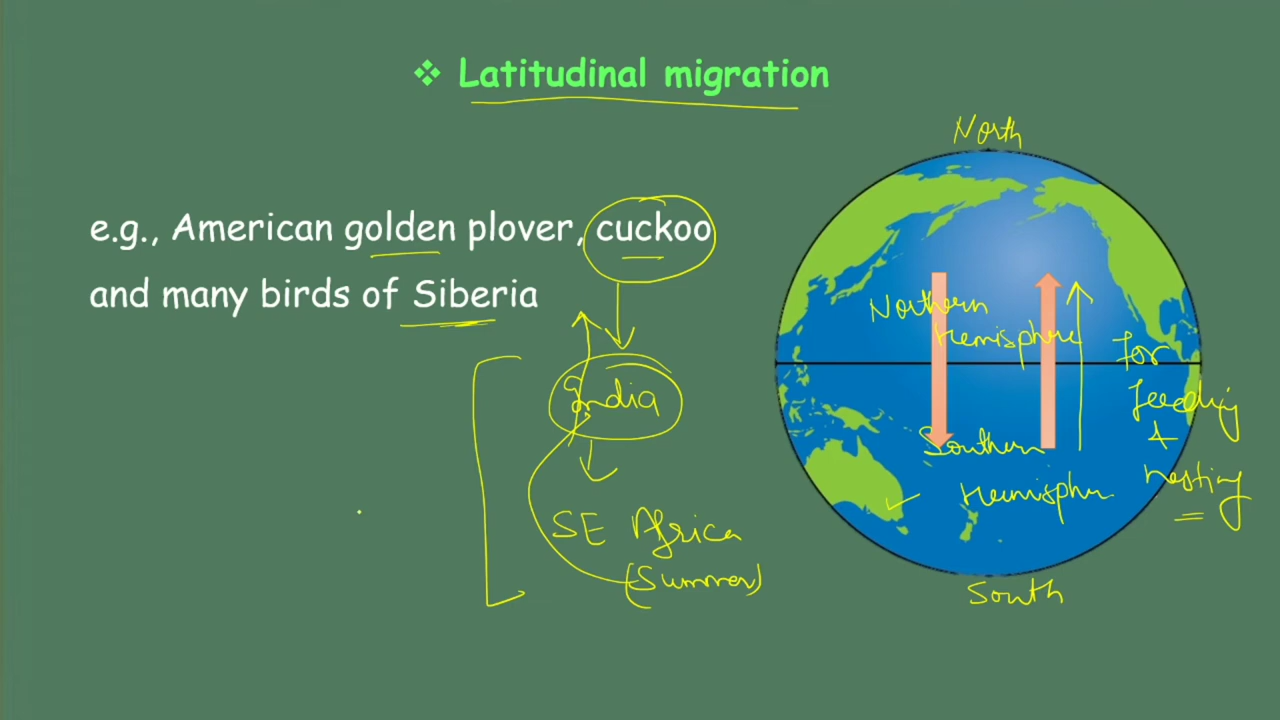 ❖ Latitudinal migration
e.g., American golden plover, cuckoo
and many birds of Siberia
India
SE Africa
(Summer)
North
Northern
Hemisphere
Southern
Hemisphe
South
for
feeding
&
nesting